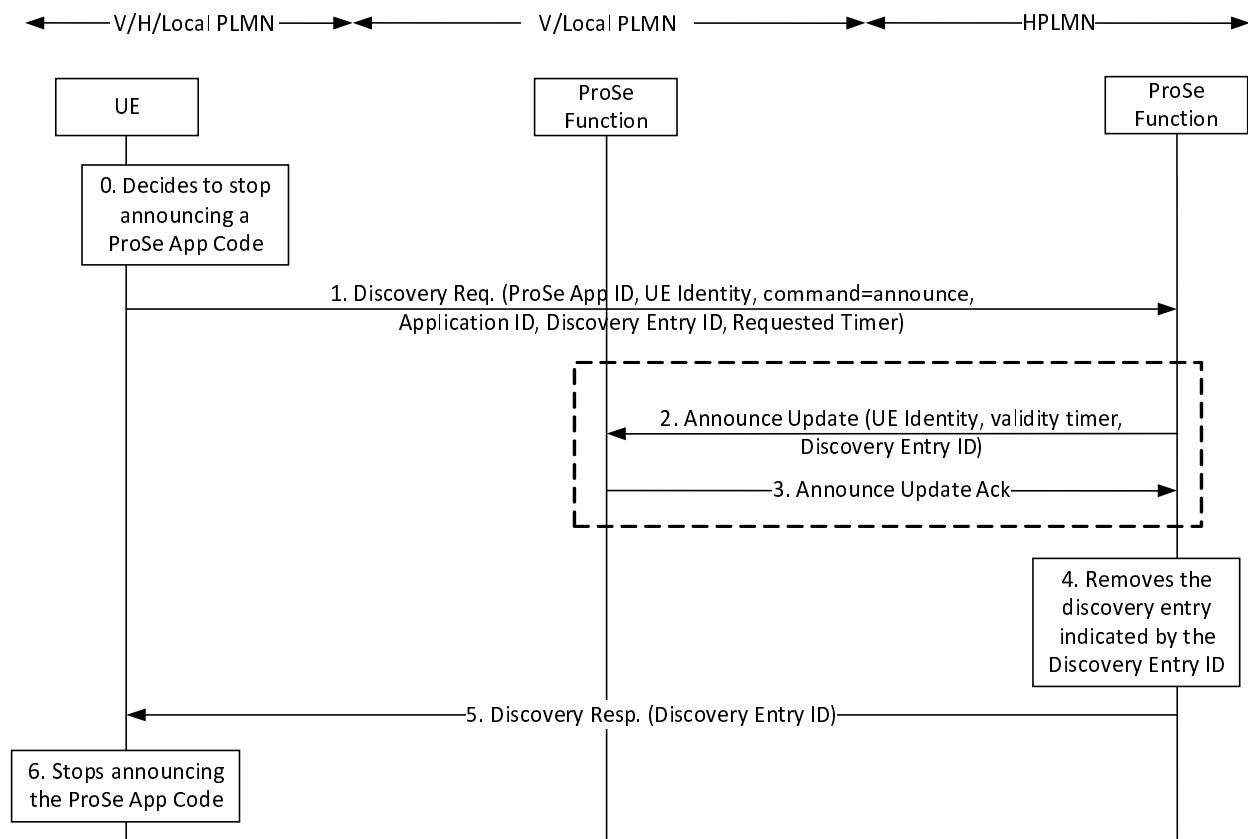 V/H/Local PLMN
V/Local PLMN
HPLMN
UE
ProSe
Function
ProSe
Function
0. Decides to stop
announcing a
ProSe App Code
1. Discovery Req. (ProSe App ID, UE Identity, command=announce,
Application ID, Discovery Entry ID, Requested Timer)
2. Announce Update (UE Identity, validity timer,
Discovery Entry ID)
3. Announce Update Ack
4. Removes the
discovery entry
indicated by the
Discovery Entry ID
5. Discovery Resp. (Discovery Entry ID)
6. Stops announcing
the ProSe App Code